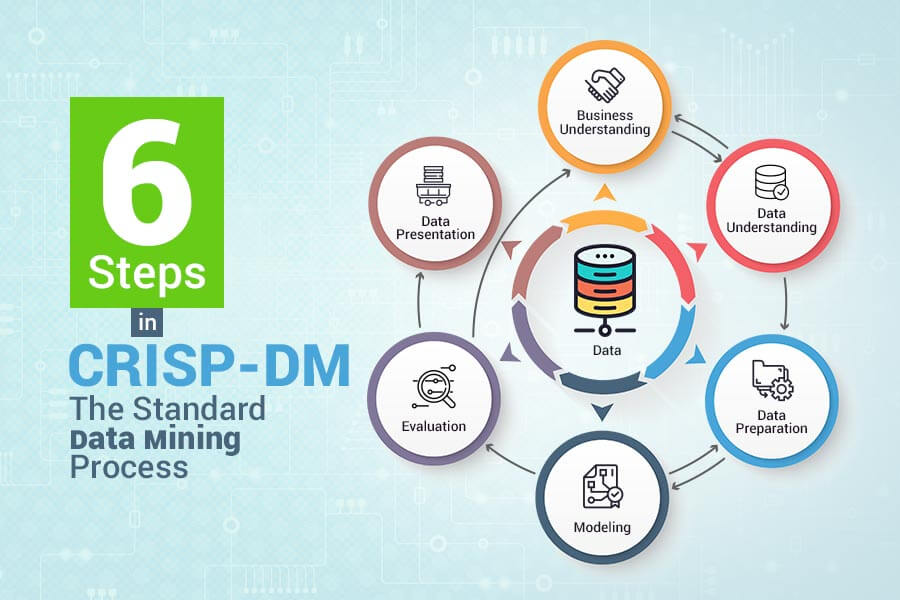 6
Steps
in
CRISP-DM
The Standard
Data Mining
Process
Business
Understanding
Data
Understanding
Data
Preparation
Modeling
Evaluation
Data
Presentation
Data